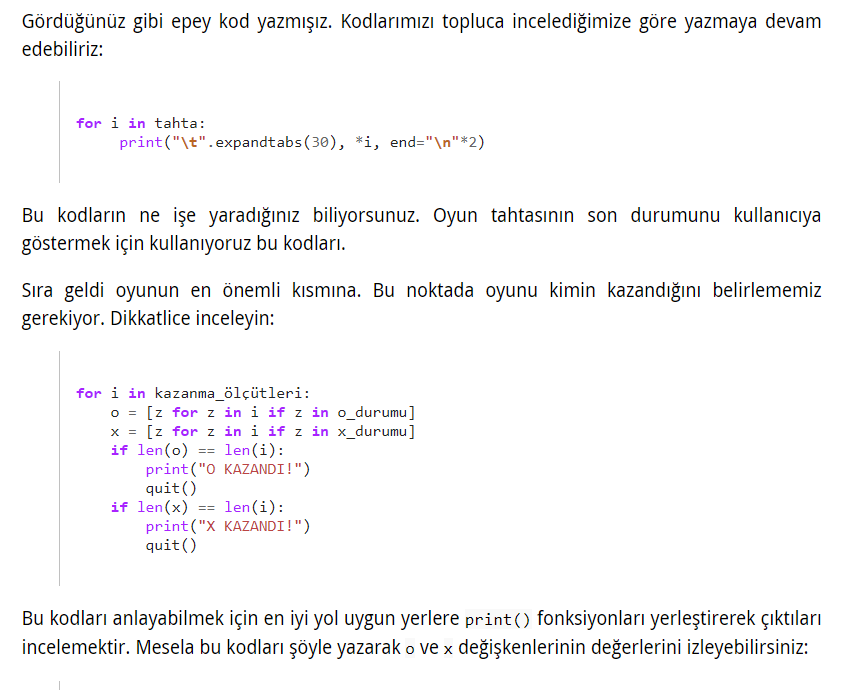 Gördüğünüz gibi epey kod yazmışız. Kodlarımızı topluca incelediğimize göre yazmaya devam
edebiliriz:
for i in tahta:
     print("\t".expandtabs(30), *i, end="\n"*2)
Bu kodların ne işe yaradığınız biliyorsunuz. Oyun tahtasının son durumunu kullanıcıya
göstermek için kullanıyoruz bu kodları.
Sıra geldi oyunun en önemli kısmına. Bu noktada oyunu kimin kazandığını belirlememiz
gerekiyor. Dikkatlice inceleyin:
for i in kazanma_ölçütleri:
    o = [z for z in i if z in o_durumu]
    x = [z for z in i if z in x_durumu]
    if len(o) == len(i):
        print("O KAZANDI!")
        quit()
    if len(x) == len(i):
        print("X KAZANDI!")
        quit()
Bu kodları anlayabilmek için en iyi yol uygun yerlere print() fonksiyonları yerleştirerek çıktıları
incelemektir. Mesela bu kodları şöyle yazarak o ve x değişkenlerinin değerlerini izleyebilirsiniz: